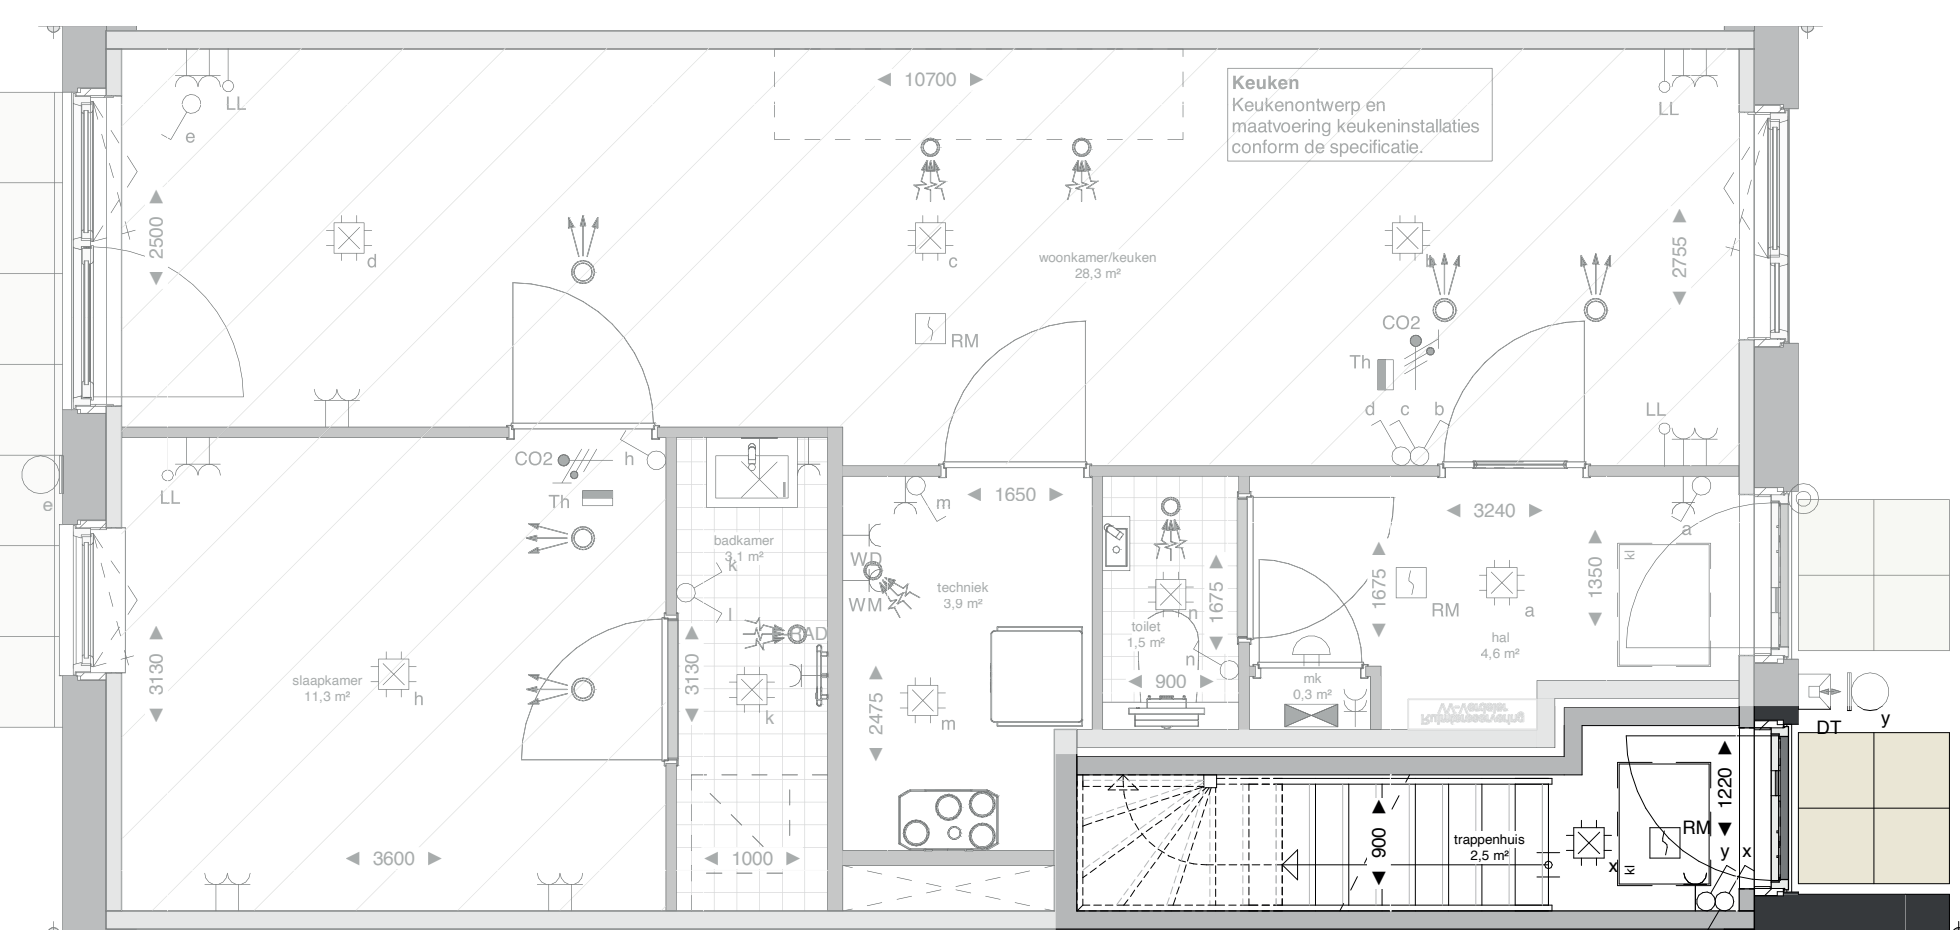 10700
Keuken
Keukenontwerp en
maatvoering keukeninstallaties
conform de specificatie.
LL
e
LL
2500
d
c
woonkamer/keuken
28,3 m²
2755
RM
CO2
Th
d c b
LL
CO2
h
Th
LL
e
m
1650
3240
a
badkamer
3,1 m²
k
l
WD
WM
techniek
3,9 m²
1675
n
toilet
1,5 m²
n
900
1675
RM
a
1350
kl
hal
4,6 m²
mk
0,3 m²
3130
slaapkamer
11,3 m²
h
3130
k
2475
m
DT
y
1220
RM
y x
x
kl
900
trappenhuis
2,5 m²
3600
1000